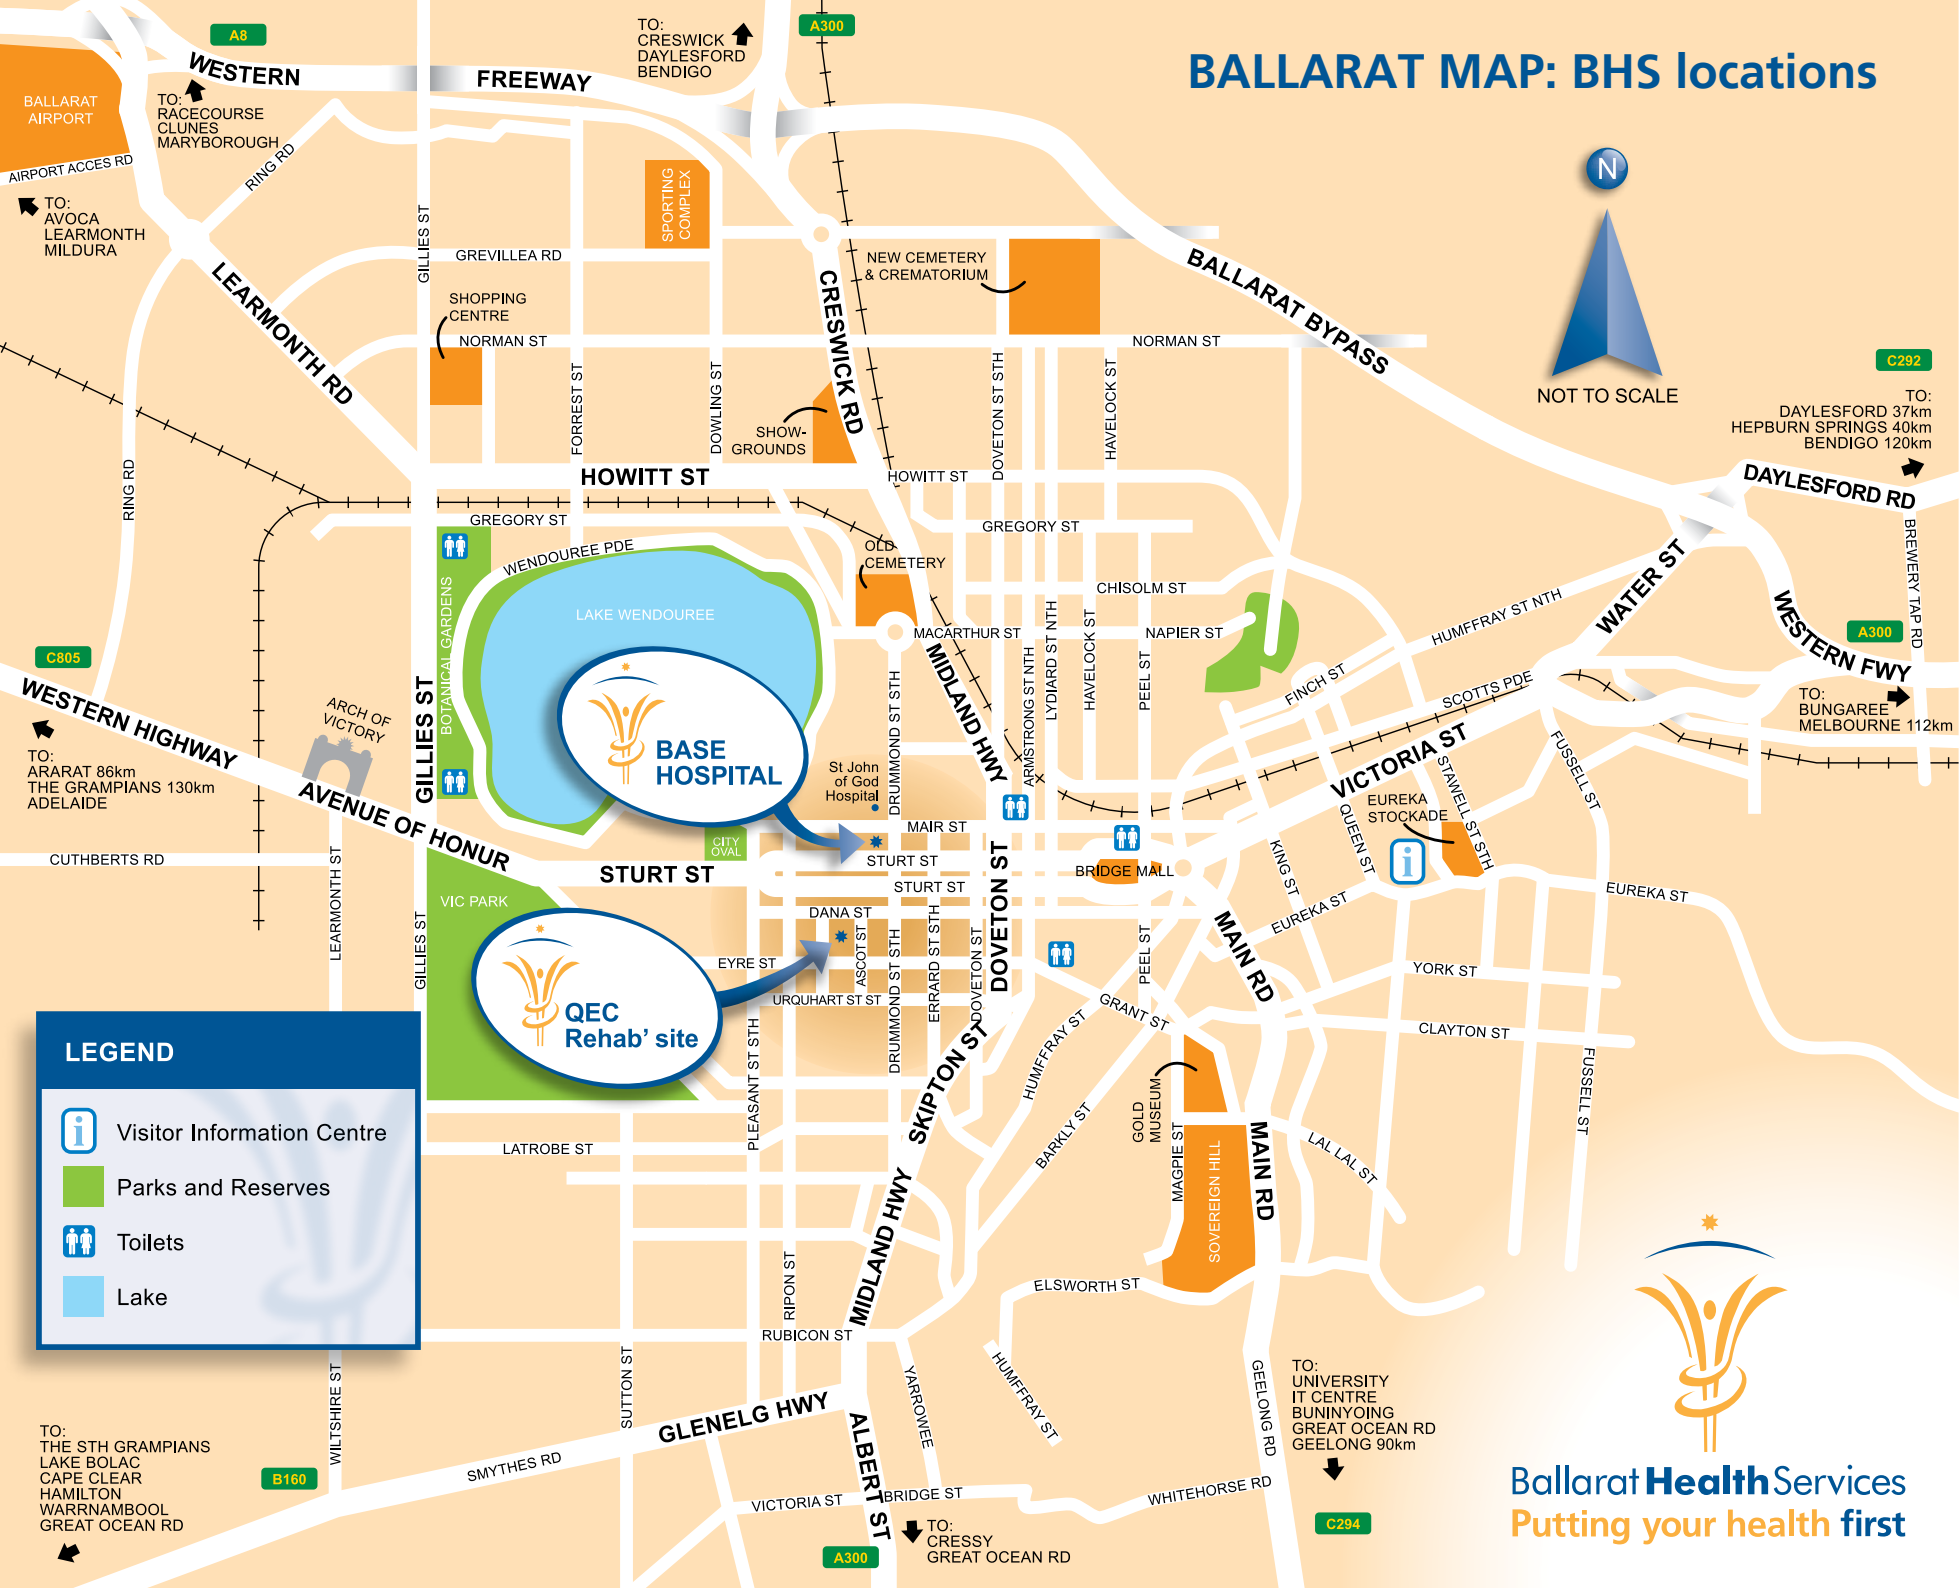 BALLARAT MAP: BHS locations
A8
A300
TO:
CRESWICK
DAYLESFORD
BENDIGO
WESTERN
FREEWAY
BALLARAT
AIRPORT
TO:
RACECOURSE
CLUNES
MARYBOROUGH
AIRPORT ACCES RD
RING RD
TO:
AVOCA
LEARMONTH
MILDURA
SPORTING
COMPLEX
GILLIES ST
GREVILLEA RD
NEW CEMETERY
& CREMATORIUM
N
NOT TO SCALE
LEARMONTH RD
SHOPPING
CENTRE
NORMAN ST
CRESWICK RD
NORMAN ST
BALLARAT BYPASS
C292
TO:
DAYLESFORD 37km
HEPBURN SPRINGS 40km
BENDIGO 120km
FORREST ST
DOWLING ST
SHOW-
GROUNDS
DOVETON ST STH
HAVELOCK ST
RING RD
HOWITT ST
HOWITT ST
DAYLESFORD RD
GREGORY ST
GREGORY ST
WENDOUREE PDE
OLD
CEMETERY
BREWERY TAP RD
WATER ST
CHISOLM ST
HUMFFRAY ST NTH
LAKE WENDOUREE
BOTANICAL GARDENS
MACARTHUR ST
NAPIER ST
WESTERN FWY
A300
C805
WESTERN HIGHWAY
GILLIES ST
ARCH OF
VICTORY
BASE
HOSPITAL
MIDLAND HWY
DRUMMOND ST STH
ARMSTRONG ST NTH
LYDIARD ST NTH
HAVELOCK ST
PEEL ST
FINCH ST
SCOTTS PDE
TO:
BUNGAREE
MELBOURNE 112km
TO:
ARARAT 86km
THE GRAMPIANS 130km
ADELAIDE
St John
of God
Hospital
VICTORIA ST
FUSSELL ST
STAWELL ST STH
QUEEN ST
EUREKA
STOCKADE
AVENUE OF HONUR
MAIR ST
CITY
OVAL
STURT ST
CUTHBERTS RD
STURT ST
BRIDGE MALL
i
KING ST
STURT ST
EUREKA ST
EUREKA ST
VIC PARK
DANA ST
DOVETON ST
LEARMONTH ST
GILLIES ST
EYRE ST
ASCOT ST
DRUMMOND ST STH
ERRARD ST STH
DOVETON ST
PEEL ST
MAIN RD
YORK ST
URQUHART ST ST
GRANT ST
CLAYTON ST
QEC
Rehab’ site
PLEASANT ST STH
SKIPTON ST
HUMFFRAY ST
FUSSELL ST
LEGEND
i
Visitor Information Centre
Parks and Reserves
Toilets
Lake
GOLD
MUSEUM
BARKLY ST
MAGPIE ST
SOVEREIGN HILL
MAIN RD
LAL LAL ST
LATROBE ST
MIDLAND HWY
RIPON ST
ELSWORTH ST
RUBICON ST
WILTSHIRE ST
SUTTON ST
YARROWEE
HUMFFRAY ST
GEELONG RD
TO:
UNIVERSITY
IT CENTRE
BUNINYOING
GREAT OCEAN RD
GEELONG 90km
GLENELG HWY
ALBERT ST
SMYTHES RD
TO:
THE STH GRAMPIANS
LAKE BOLAC
CAPE CLEAR
HAMILTON
WARRNAMBOOL
GREAT OCEAN RD
B160
VICTORIA ST
BRIDGE ST
WHITEHORSE RD
TO:
CRESSY
GREAT OCEAN RD
A300
C294
Ballarat Health Services
Putting your health first